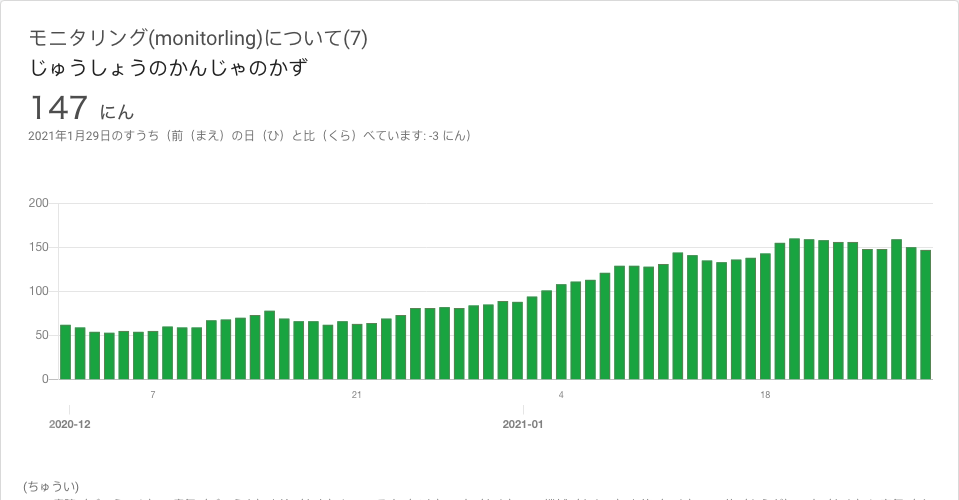 モニタリング(monitorling)について(7)
じゅうしょうのかんじゃのかず
147 にん
2021年1月29日のすうち（前（まえ）の日（ひ）と比（くら）べています: -3 にん）
200
150
100
50
0
7 21 4 18
2020-12 2021-01
(ちゅうい)